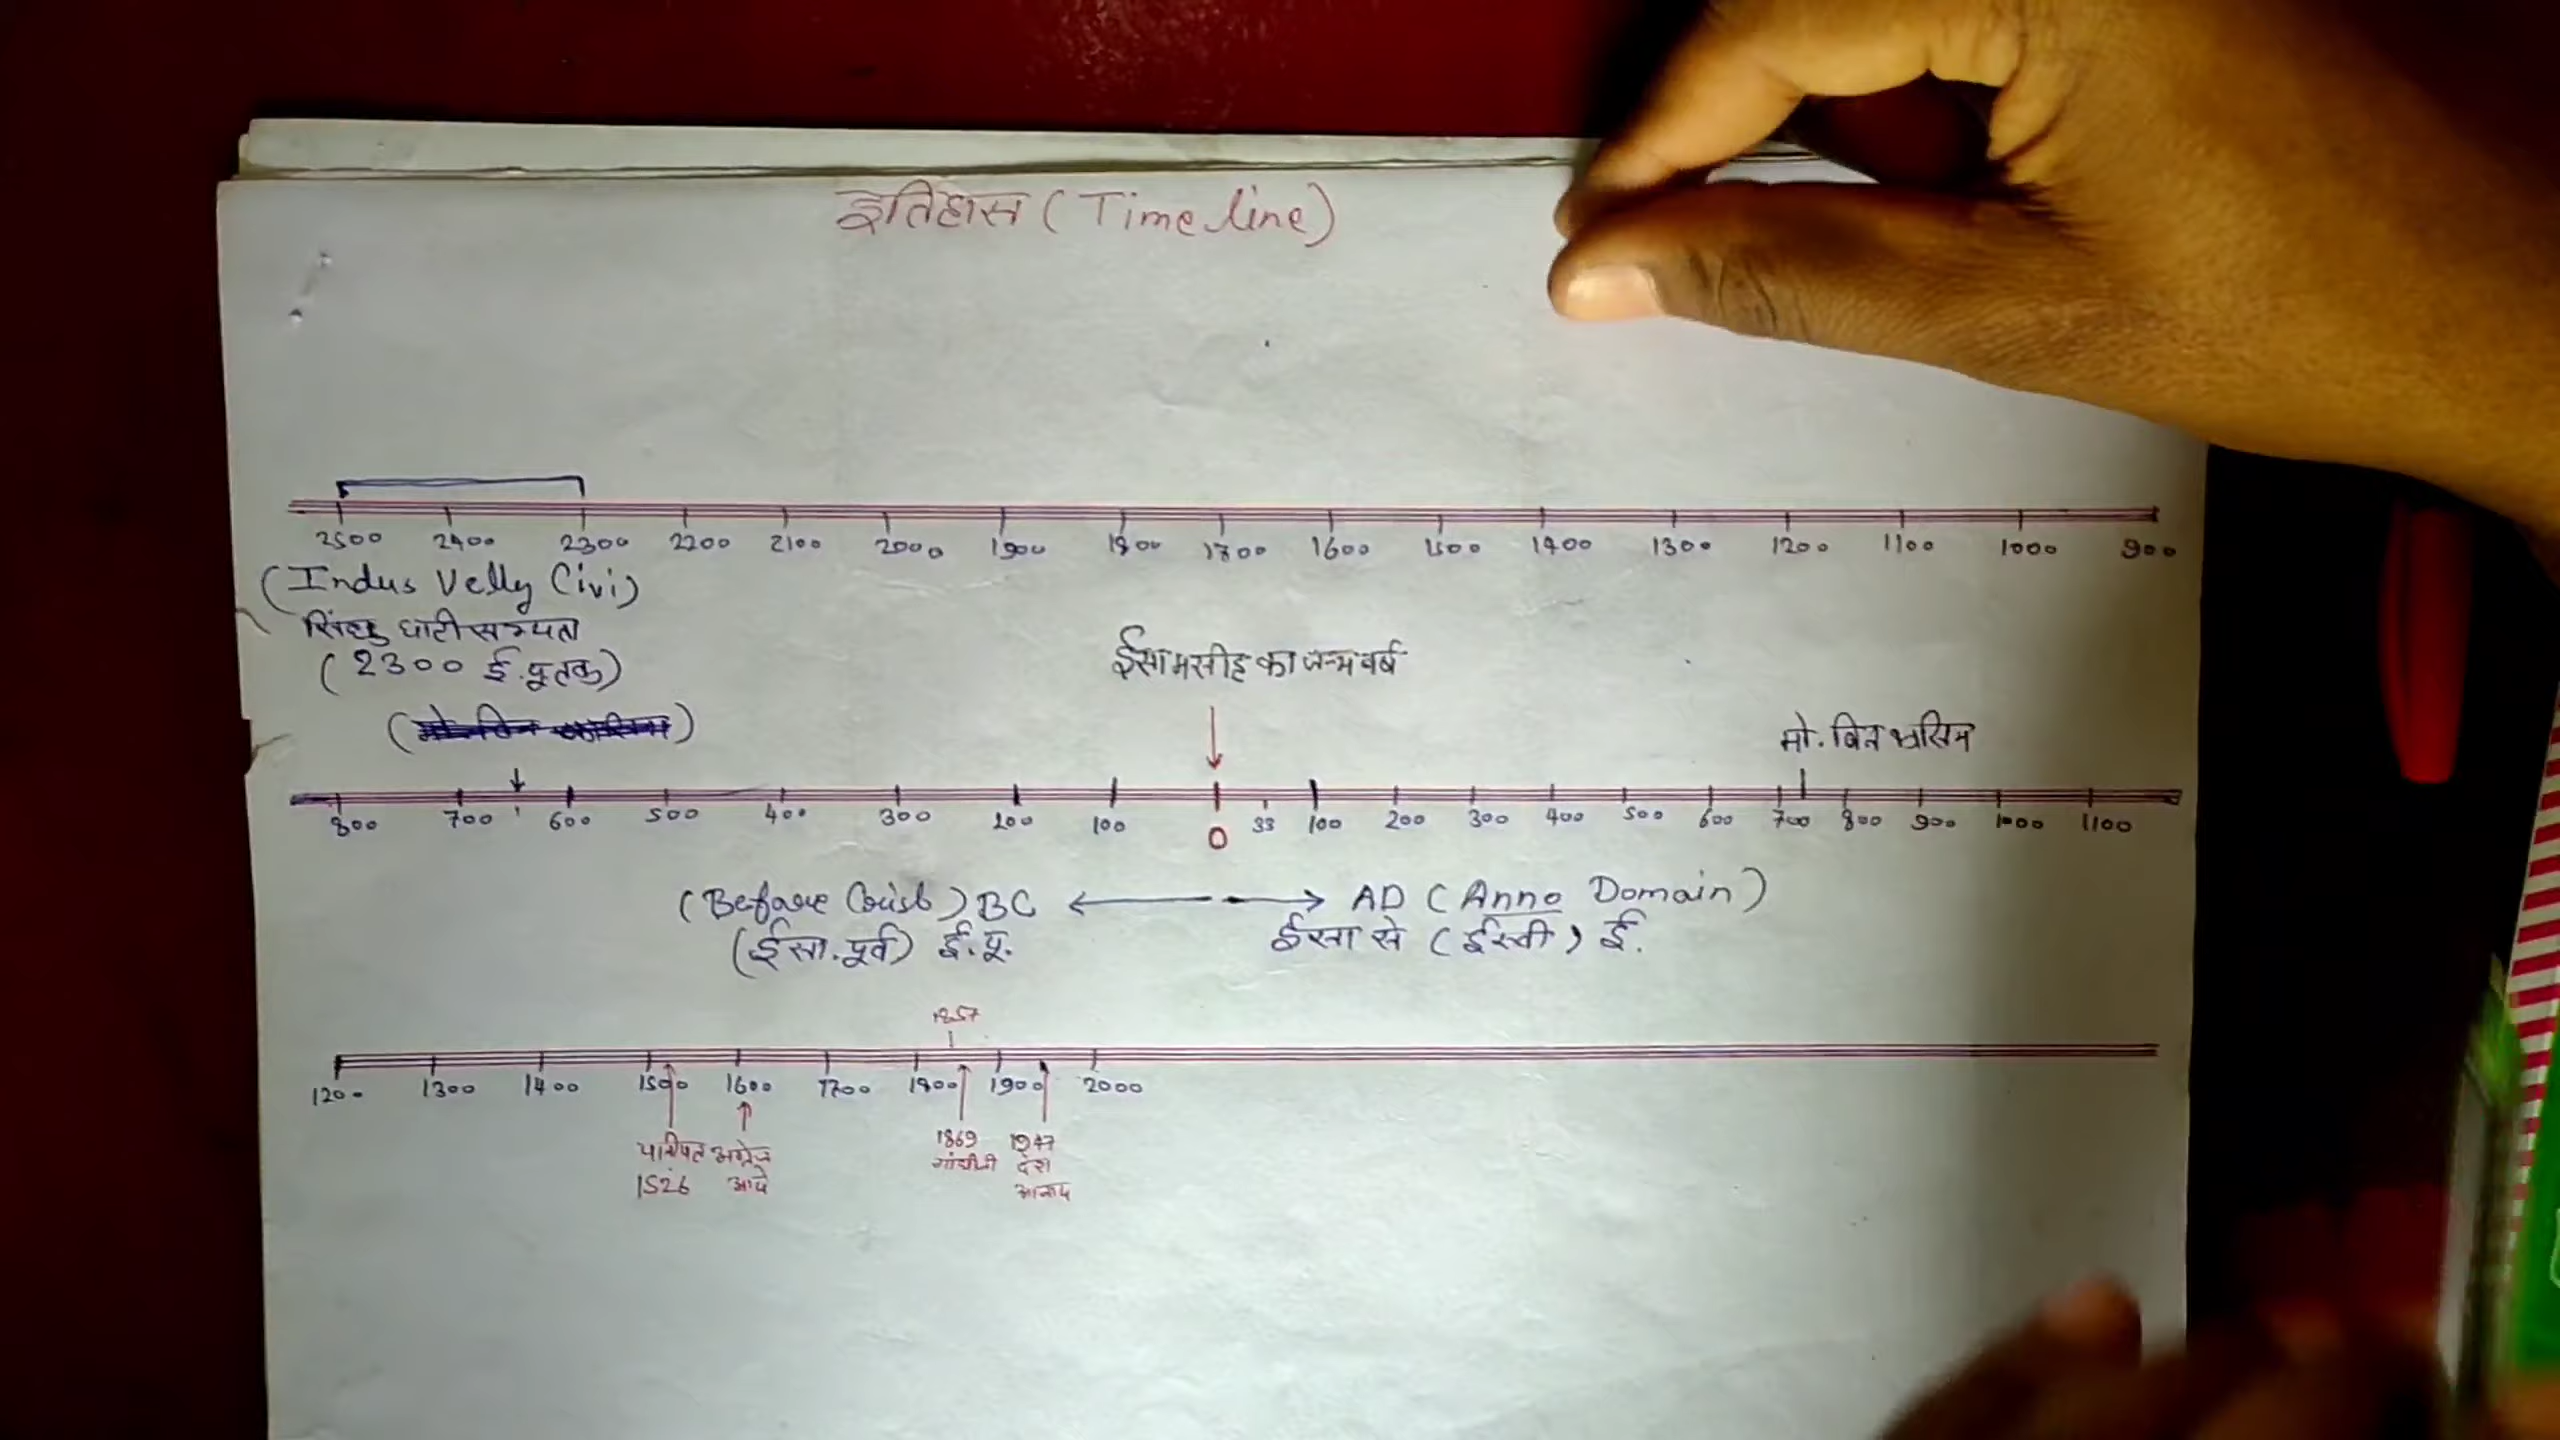 इतिहास (Time line)
2500 2400 2300 2200 2100 2000 1900 1800 1700 1600 1500 1400 1300 1200 1100 1000 900
(Indus Velly Civi)
सिंधु घाटी सभ्यता
(2300 ई.पू तक)
ईसा मसीह का जन्म वर्ष
मो. बिन कासिम
800 700 600 500 400 300 200 100 0 33 100 200 300 400 500 600 700 800 900 1000 1100
(Before Crist) BC AD (Anno Domain)
(ईसा.पूर्व) ई.पू. ईसा से (ईस्वी) ई.
1857
1200 1300 1400 1500 1600 1700 1800 1900 2000
पानीपत अंग्रेज 1869 1947
1526 आये गांधीजी देश
आजाद